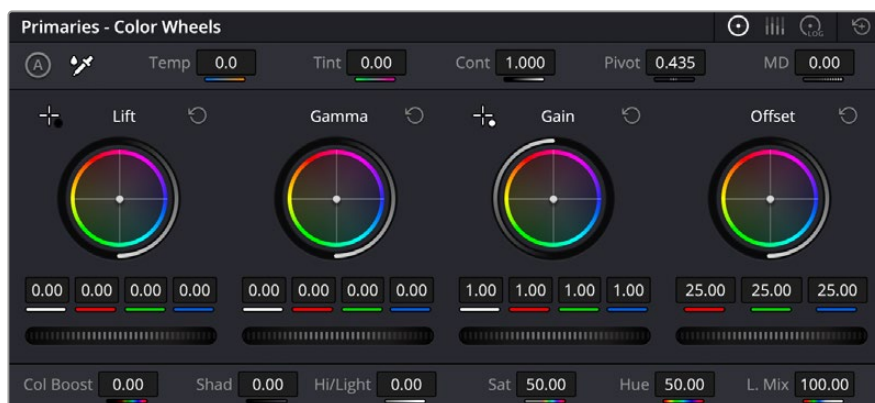 Primaries - Color Wheels
LOG
A Temp 0.0 Tint 0.00 Cont 1.000 Pivot 0.435 MD 0.00
Lift Gamma Gain Offset
0.00 0.00 0.00 0.00 0.00 0.00 0.00 0.00 1.00 1.00 1.00 1.00 25.00 25.00 25.00
Col Boost 0.00 Shad 0.00 Hi/Light 0.00 Sat 50.00 Hue 50.00 L. Mix 100.00